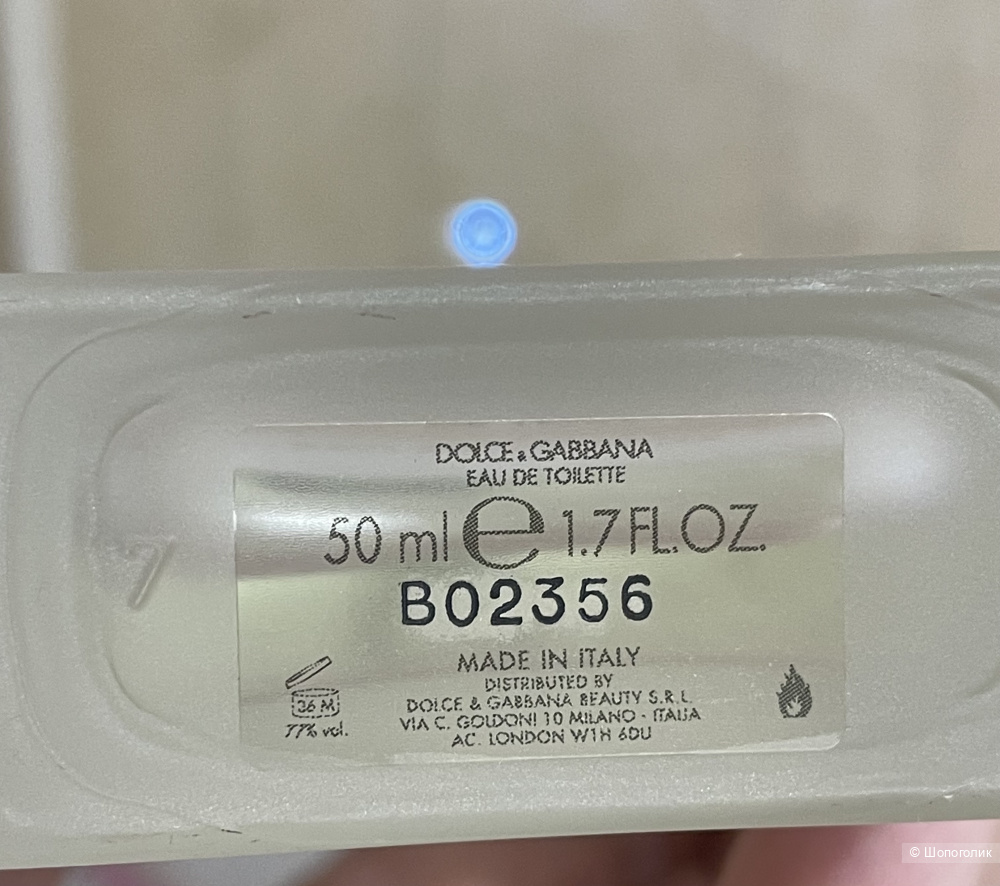 DOLCE & GABBANA
EAU DE TOILETTE
50 ml e 1.7 FL.OZ.
B02356
MADE IN ITALY
DISTRIBUTED BY
DOLCE & GABBANA BEAUTY S.R.L.
VIA C. GOLDONI 10 MILANO - ITALIA
AC. LONDON W1H 6DU
36 M
77% vol.
7
© Шопоголик